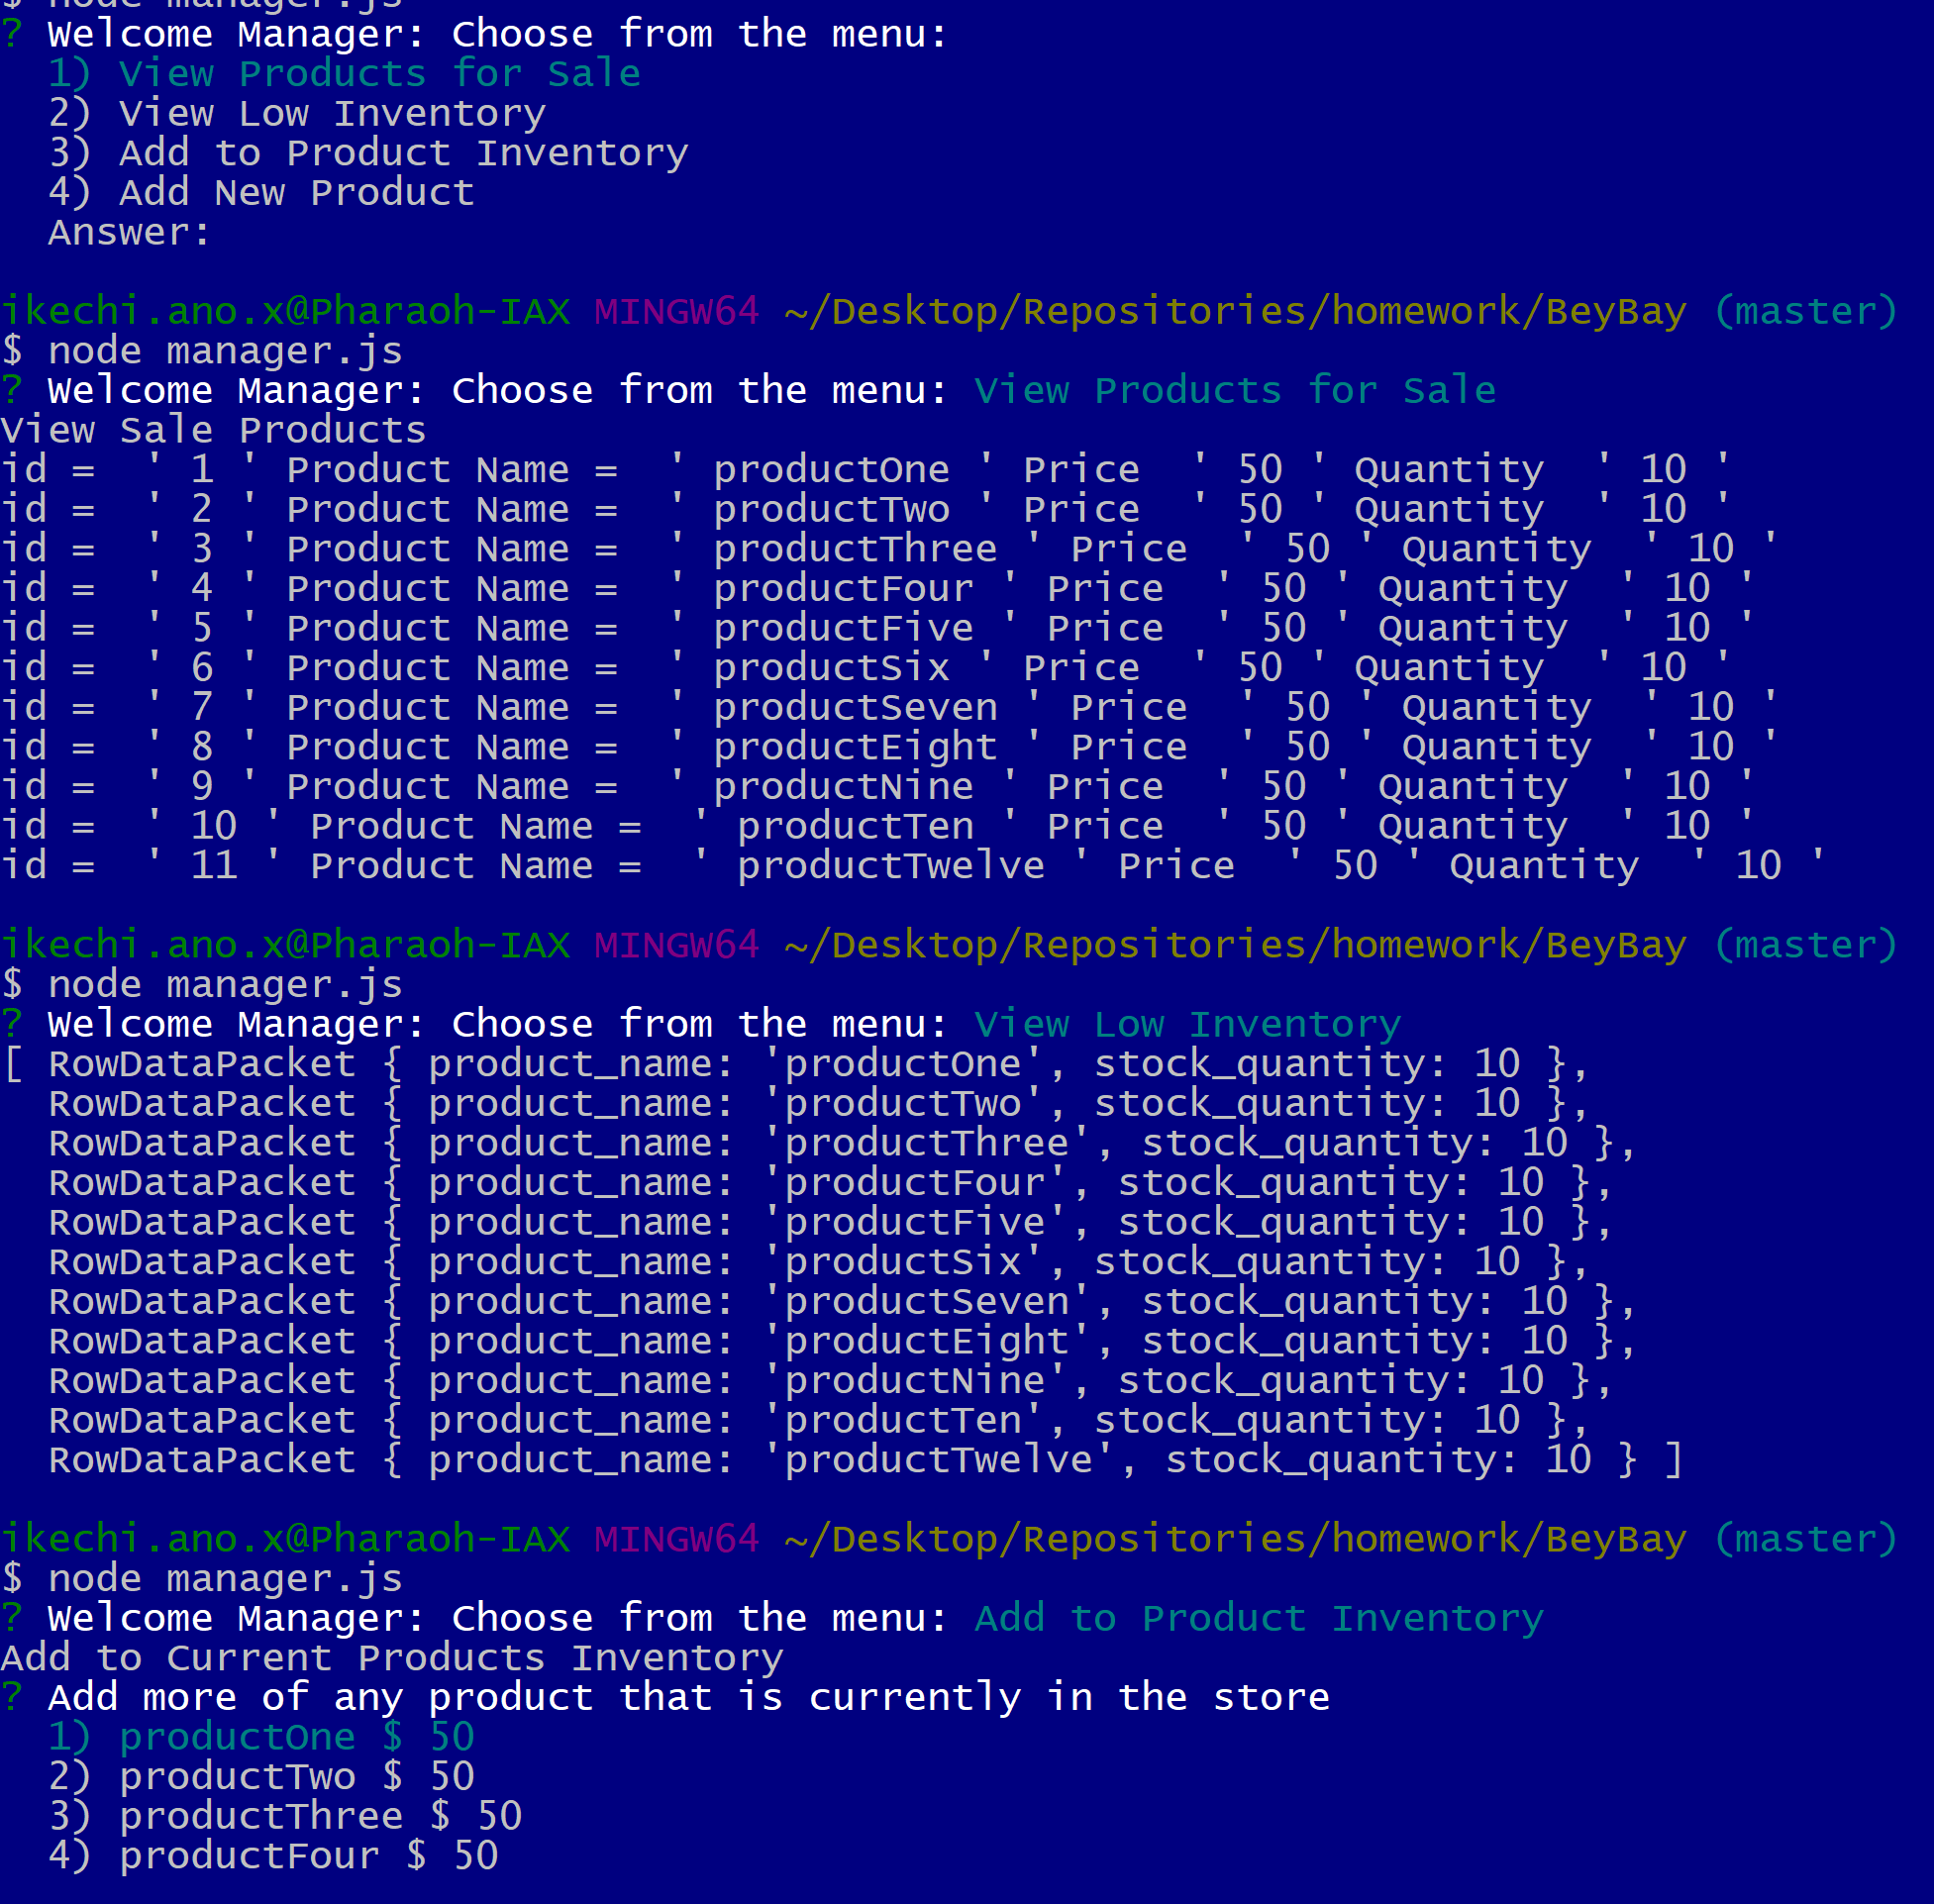 $ node manager.js
? Welcome Manager: Choose from the menu:
  1) View Products for Sale
  2) View Low Inventory
  3) Add to Product Inventory
  4) Add New Product
  Answer:
ikechi.ano.x@Pharaoh-IAX MINGW64 ~/Desktop/Repositories/homework/BeyBay (master)
$ node manager.js
? Welcome Manager: Choose from the menu: View Products for Sale
View Sale Products
id =  ' 1 ' Product Name =  ' productOne ' Price  ' 50 ' Quantity  ' 10 '
id =  ' 2 ' Product Name =  ' productTwo ' Price  ' 50 ' Quantity  ' 10 '
id =  ' 3 ' Product Name =  ' productThree ' Price  ' 50 ' Quantity  ' 10 '
id =  ' 4 ' Product Name =  ' productFour ' Price  ' 50 ' Quantity  ' 10 '
id =  ' 5 ' Product Name =  ' productFive ' Price  ' 50 ' Quantity  ' 10 '
id =  ' 6 ' Product Name =  ' productSix ' Price  ' 50 ' Quantity  ' 10 '
id =  ' 7 ' Product Name =  ' productSeven ' Price  ' 50 ' Quantity  ' 10 '
id =  ' 8 ' Product Name =  ' productEight ' Price  ' 50 ' Quantity  ' 10 '
id =  ' 9 ' Product Name =  ' productNine ' Price  ' 50 ' Quantity  ' 10 '
id =  ' 10 ' Product Name =  ' productTen ' Price  ' 50 ' Quantity  ' 10 '
id =  ' 11 ' Product Name =  ' productTwelve ' Price  ' 50 ' Quantity  ' 10 '
ikechi.ano.x@Pharaoh-IAX MINGW64 ~/Desktop/Repositories/homework/BeyBay (master)
$ node manager.js
? Welcome Manager: Choose from the menu: View Low Inventory
[ RowDataPacket { product_name: 'productOne', stock_quantity: 10 },
  RowDataPacket { product_name: 'productTwo', stock_quantity: 10 },
  RowDataPacket { product_name: 'productThree', stock_quantity: 10 },
  RowDataPacket { product_name: 'productFour', stock_quantity: 10 },
  RowDataPacket { product_name: 'productFive', stock_quantity: 10 },
  RowDataPacket { product_name: 'productSix', stock_quantity: 10 },
  RowDataPacket { product_name: 'productSeven', stock_quantity: 10 },
  RowDataPacket { product_name: 'productEight', stock_quantity: 10 },
  RowDataPacket { product_name: 'productNine', stock_quantity: 10 },
  RowDataPacket { product_name: 'productTen', stock_quantity: 10 },
  RowDataPacket { product_name: 'productTwelve', stock_quantity: 10 } ]
ikechi.ano.x@Pharaoh-IAX MINGW64 ~/Desktop/Repositories/homework/BeyBay (master)
$ node manager.js
? Welcome Manager: Choose from the menu: Add to Product Inventory
Add to Current Products Inventory
? Add more of any product that is currently in the store
  1) productOne $ 50
  2) productTwo $ 50
  3) productThree $ 50
  4) productFour $ 50